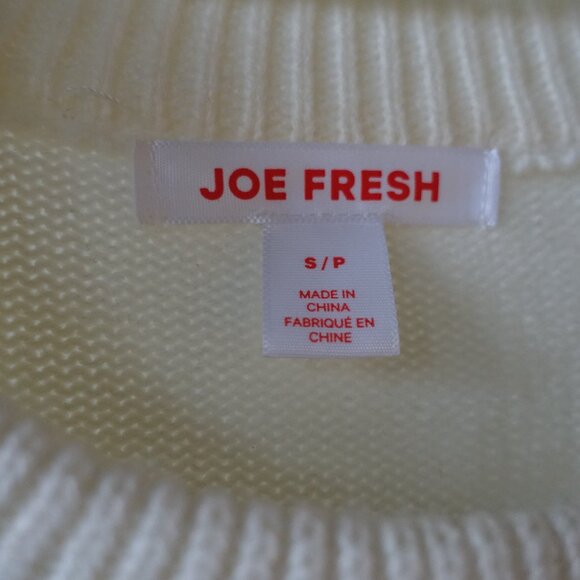 JOE FRESH
S / P
MADE IN
CHINA
FABRIQUÉ EN
CHINE